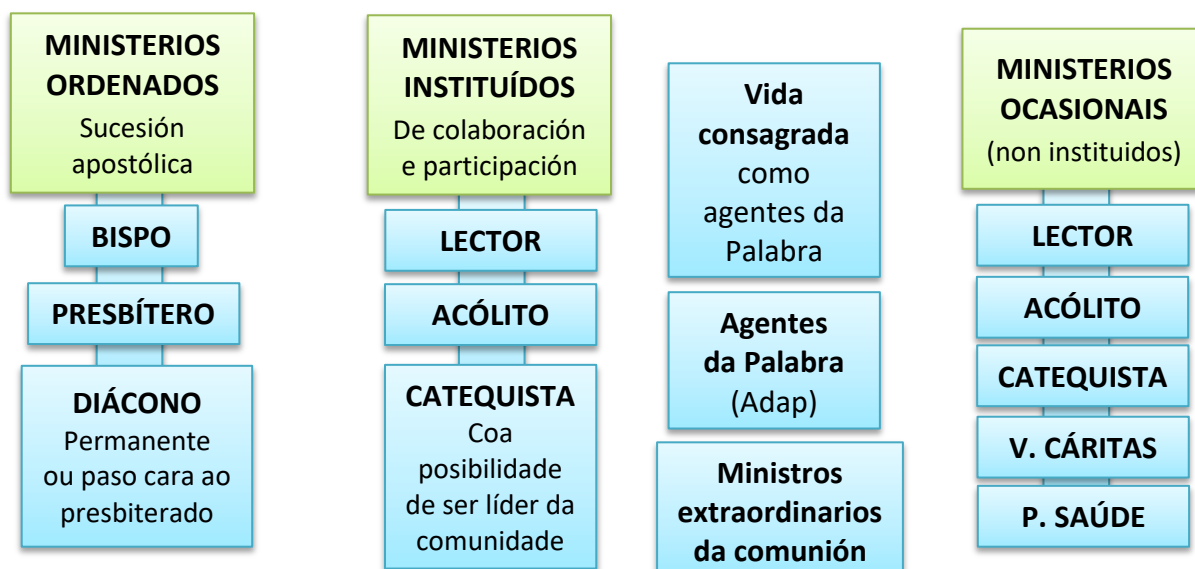 MINISTERIOS
ORDENADOS
Sucesión
apostólica
BISPO
PRESBÍTERO
DIÁCONO
Permanente
ou paso cara ao
presbiterado
MINISTERIOS
INSTITUÍDOS
De colaboración
e participación
LECTOR
ACÓLITO
CATEQUISTA
Coa
posibilidade
de ser líder da
comunidade
Vida
consagrada
como
agentes da
Palabra
Agentes
da Palabra
(Adap)
Ministros
extraordinarios
da comunión
MINISTERIOS
OCASIONAIS
(non instituidos)
LECTOR
ACÓLITO
CATEQUISTA
V. CÁRITAS
P. SAÚDE